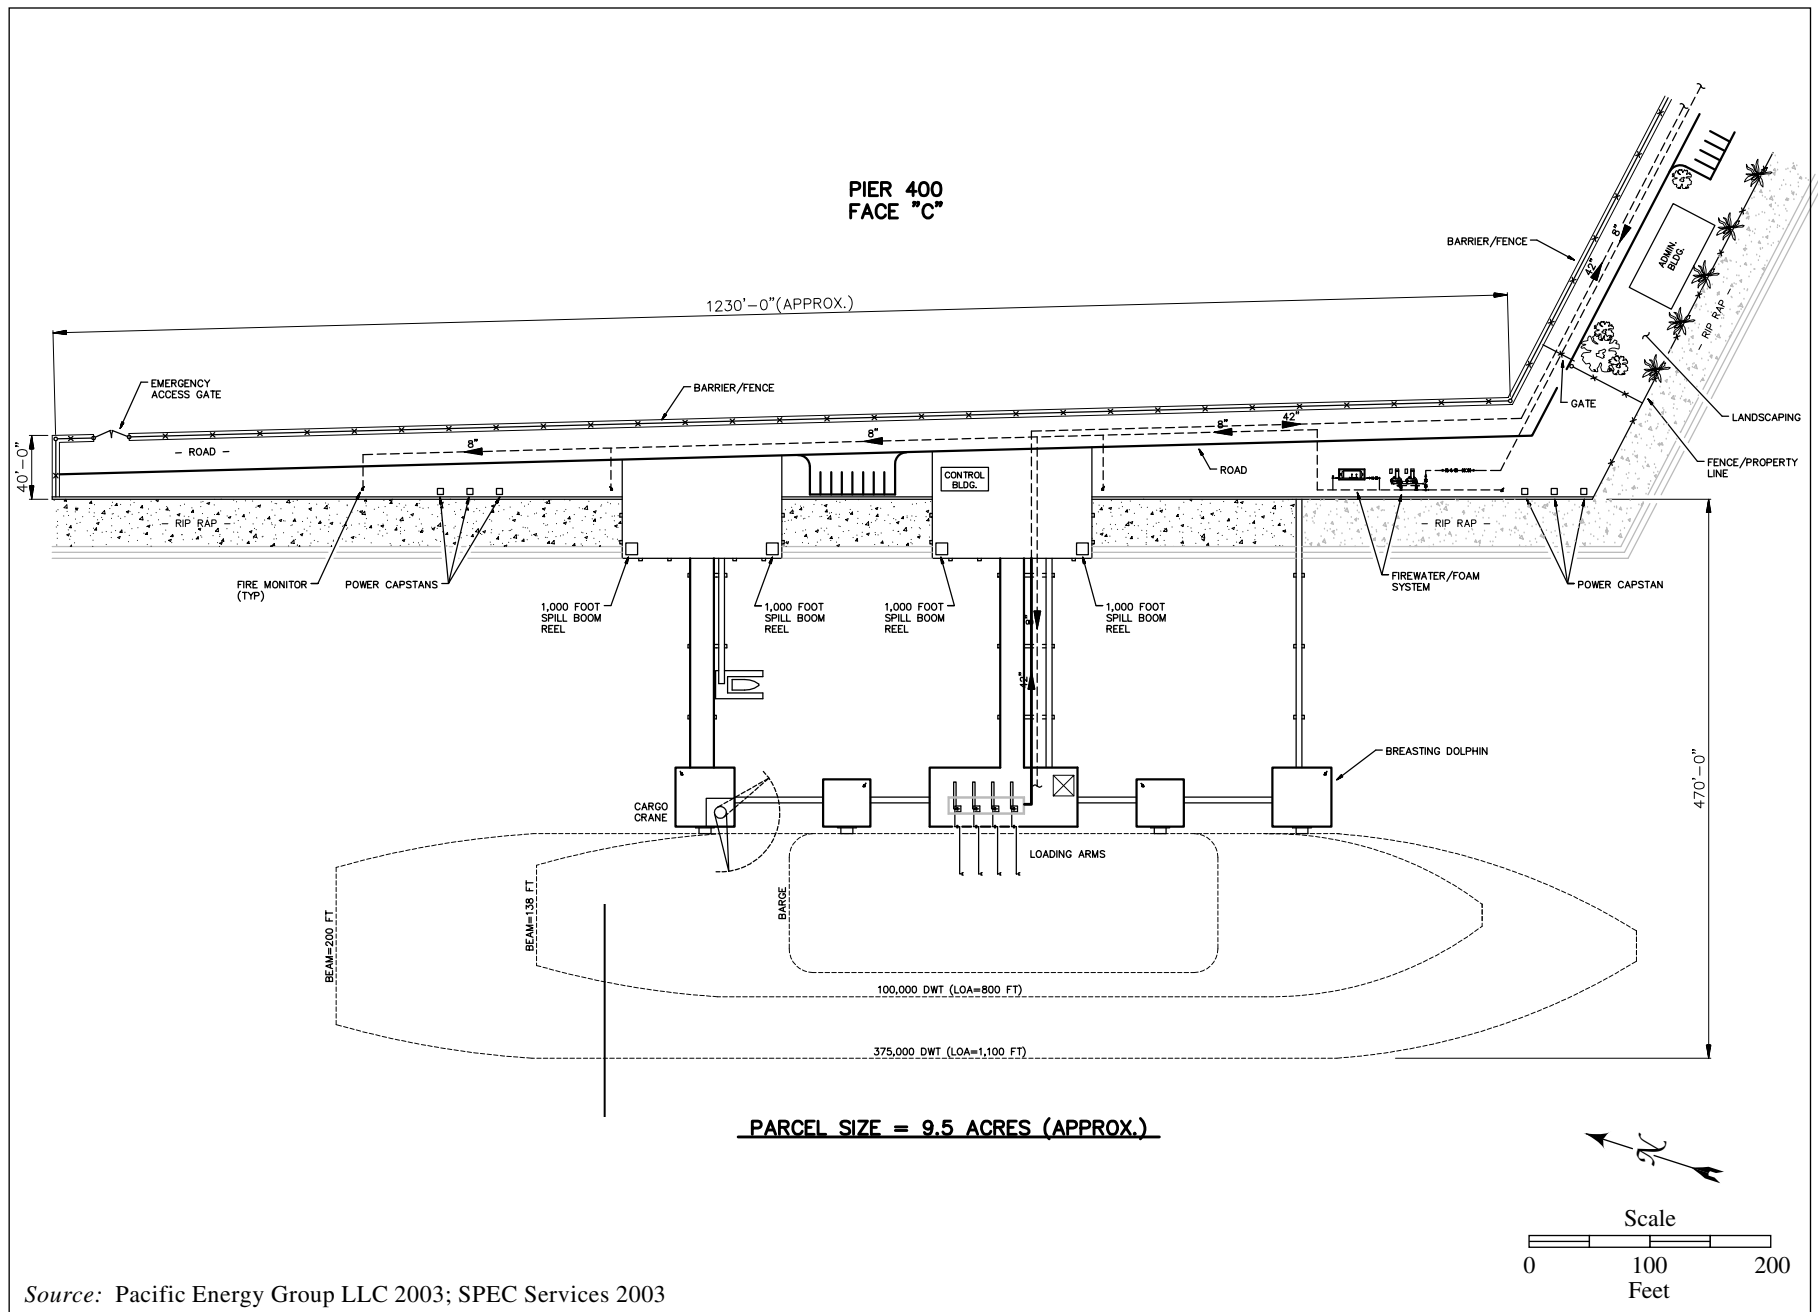 PIER 400
FACE "C"
1230'-0"(APPROX.)
BARRIER/FENCE
8"
42"
ADMIN.
BLDG.
- RIP RAP -
EMERGENCY
ACCESS GATE
BARRIER/FENCE
GATE
LANDSCAPING
40'-0"
- ROAD -
8"
8"
8"
42"
ROAD
CONTROL
BLDG.
FENCE/PROPERTY
LINE
- RIP RAP -
- RIP RAP -
FIRE MONITOR
(TYP)
POWER CAPSTANS
FIREWATER/FOAM
SYSTEM
POWER CAPSTAN
1,000 FOOT
SPILL BOOM
REEL
1,000 FOOT
SPILL BOOM
REEL
1,000 FOOT
SPILL BOOM
REEL
1,000 FOOT
SPILL BOOM
REEL
8"
42"
BREASTING DOLPHIN
470'-0"
CARGO
CRANE
LOADING ARMS
BEAM=200 FT
BEAM=138 FT
BARGE
100,000 DWT (LOA=800 FT)
375,000 DWT (LOA=1,100 FT)
PARCEL SIZE = 9.5 ACRES (APPROX.)
N
Scale
0 100 200
Feet
Source: Pacific Energy Group LLC 2003; SPEC Services 2003